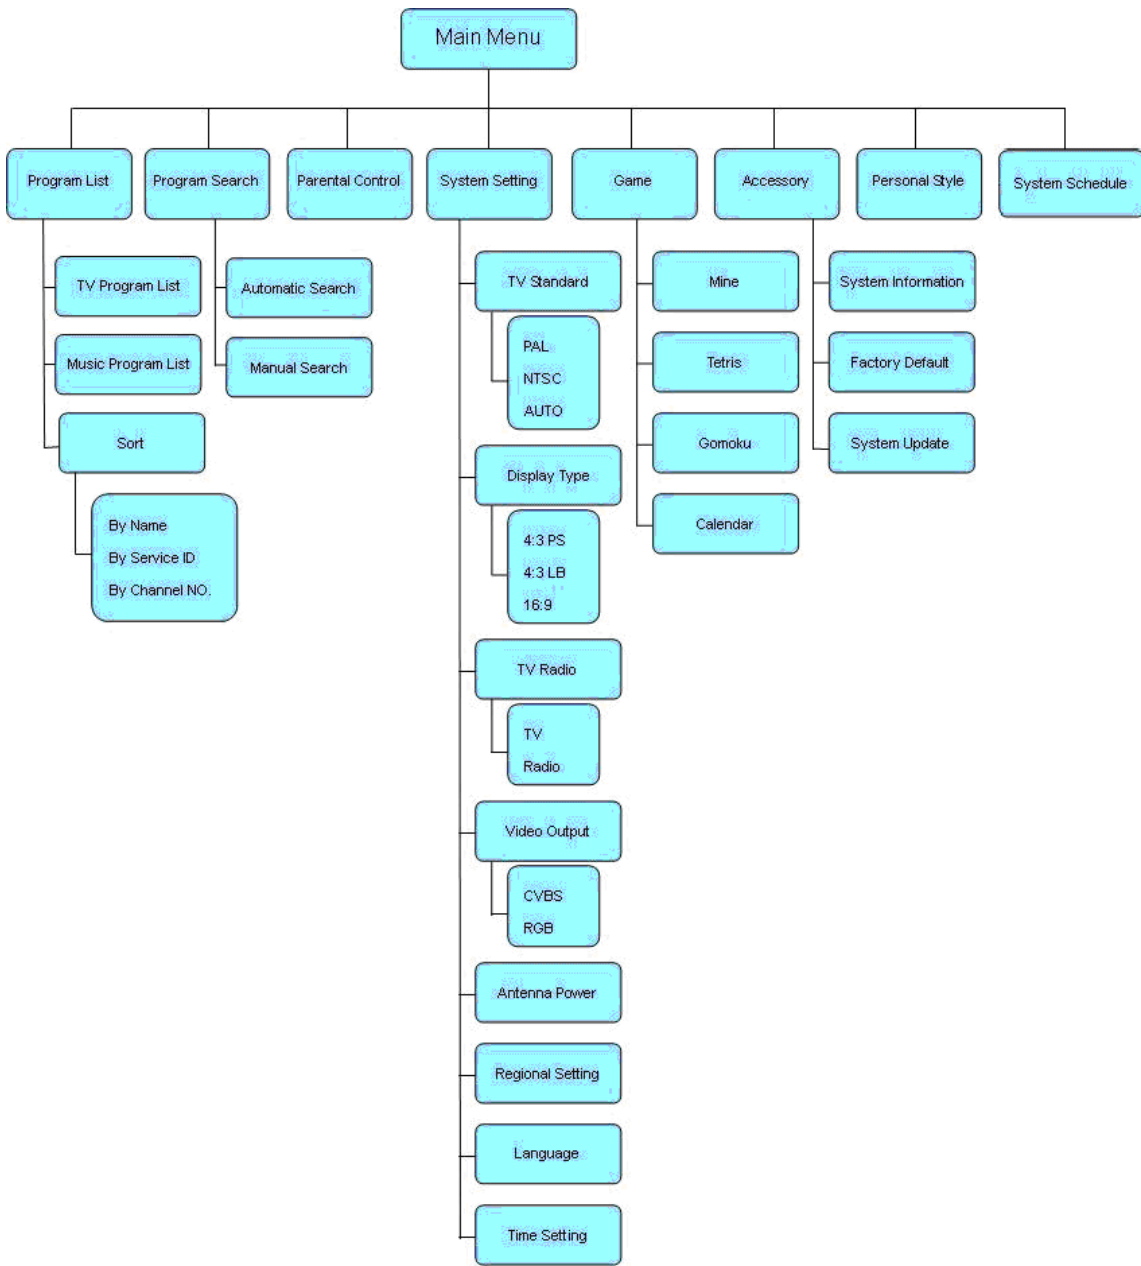 Main Menu
Program List
Program Search
Parental Control
System Setting
Game
Accessory
Personal Style
System Schedule
TV Program List
Music Program List
Sort
By Name
By Service ID
By Channel NO.
Automatic Search
Manual Search
TV Standard
PAL
NTSC
AUTO
Display Type
4:3 PS
4:3 LB
16:9
TV Radio
TV
Radio
Video Output
CVBS
RGB
Antenna Power
Regional Setting
Language
Time Setting
Mine
Tetris
Gomoku
Calendar
System Information
Factory Default
System Update